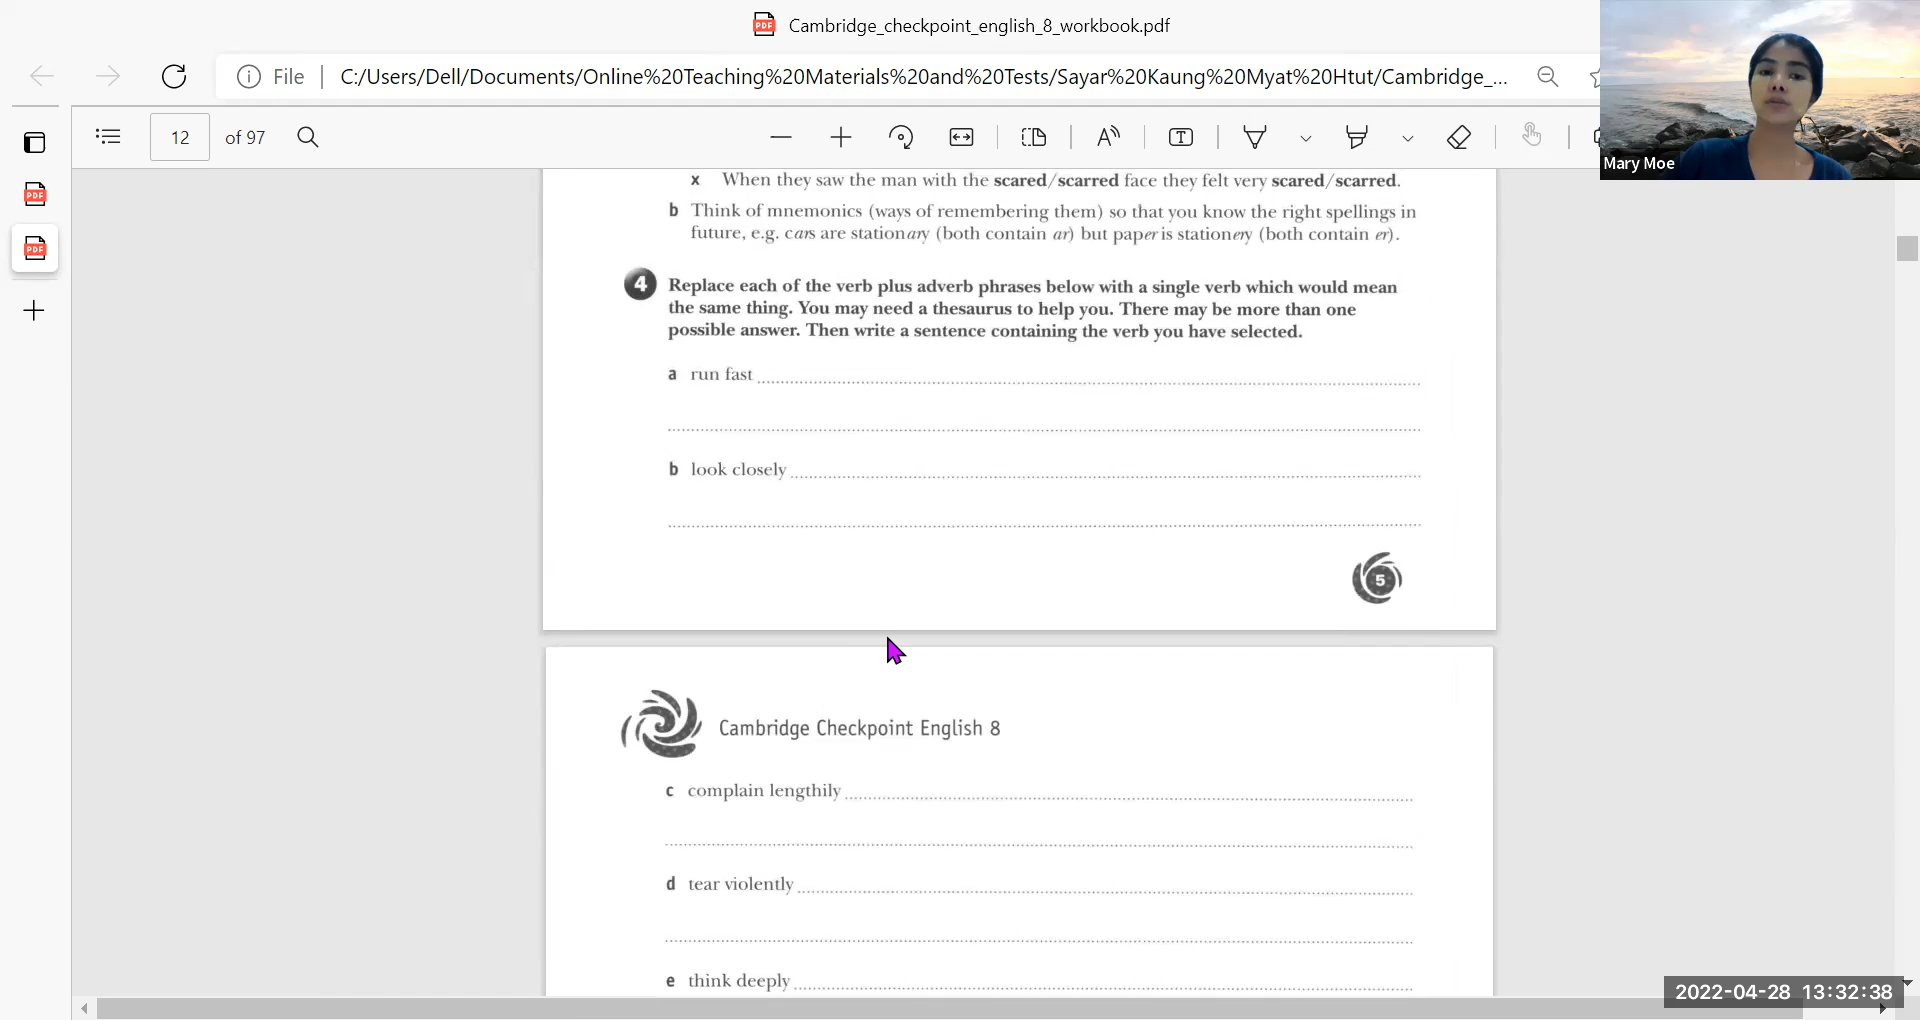 Cambridge_checkpoint_english_8_workbook.pdf
File C:/Users/Dell/Documents/Online%20Teaching%20Materials%20and%20Tests/Sayar%20Kaung%20Myat%20Htut/Cambridge_...
12 of 97
Mary Moe
x When they saw the man with the scared/scarred face they felt very scared/scarred.
b Think of mnemonics (ways of remembering them) so that you know the right spellings in
future, e.g. cars are stationary (both contain ar) but paper is stationery (both contain er).
4 Replace each of the verb plus adverb phrases below with a single verb which would mean
the same thing. You may need a thesaurus to help you. There may be more than one
possible answer. Then write a sentence containing the verb you have selected.
a run fast
b look closely
5
Cambridge Checkpoint English 8
c complain lengthily
d tear violently
e think deeply
2022-04-28 13:32:38